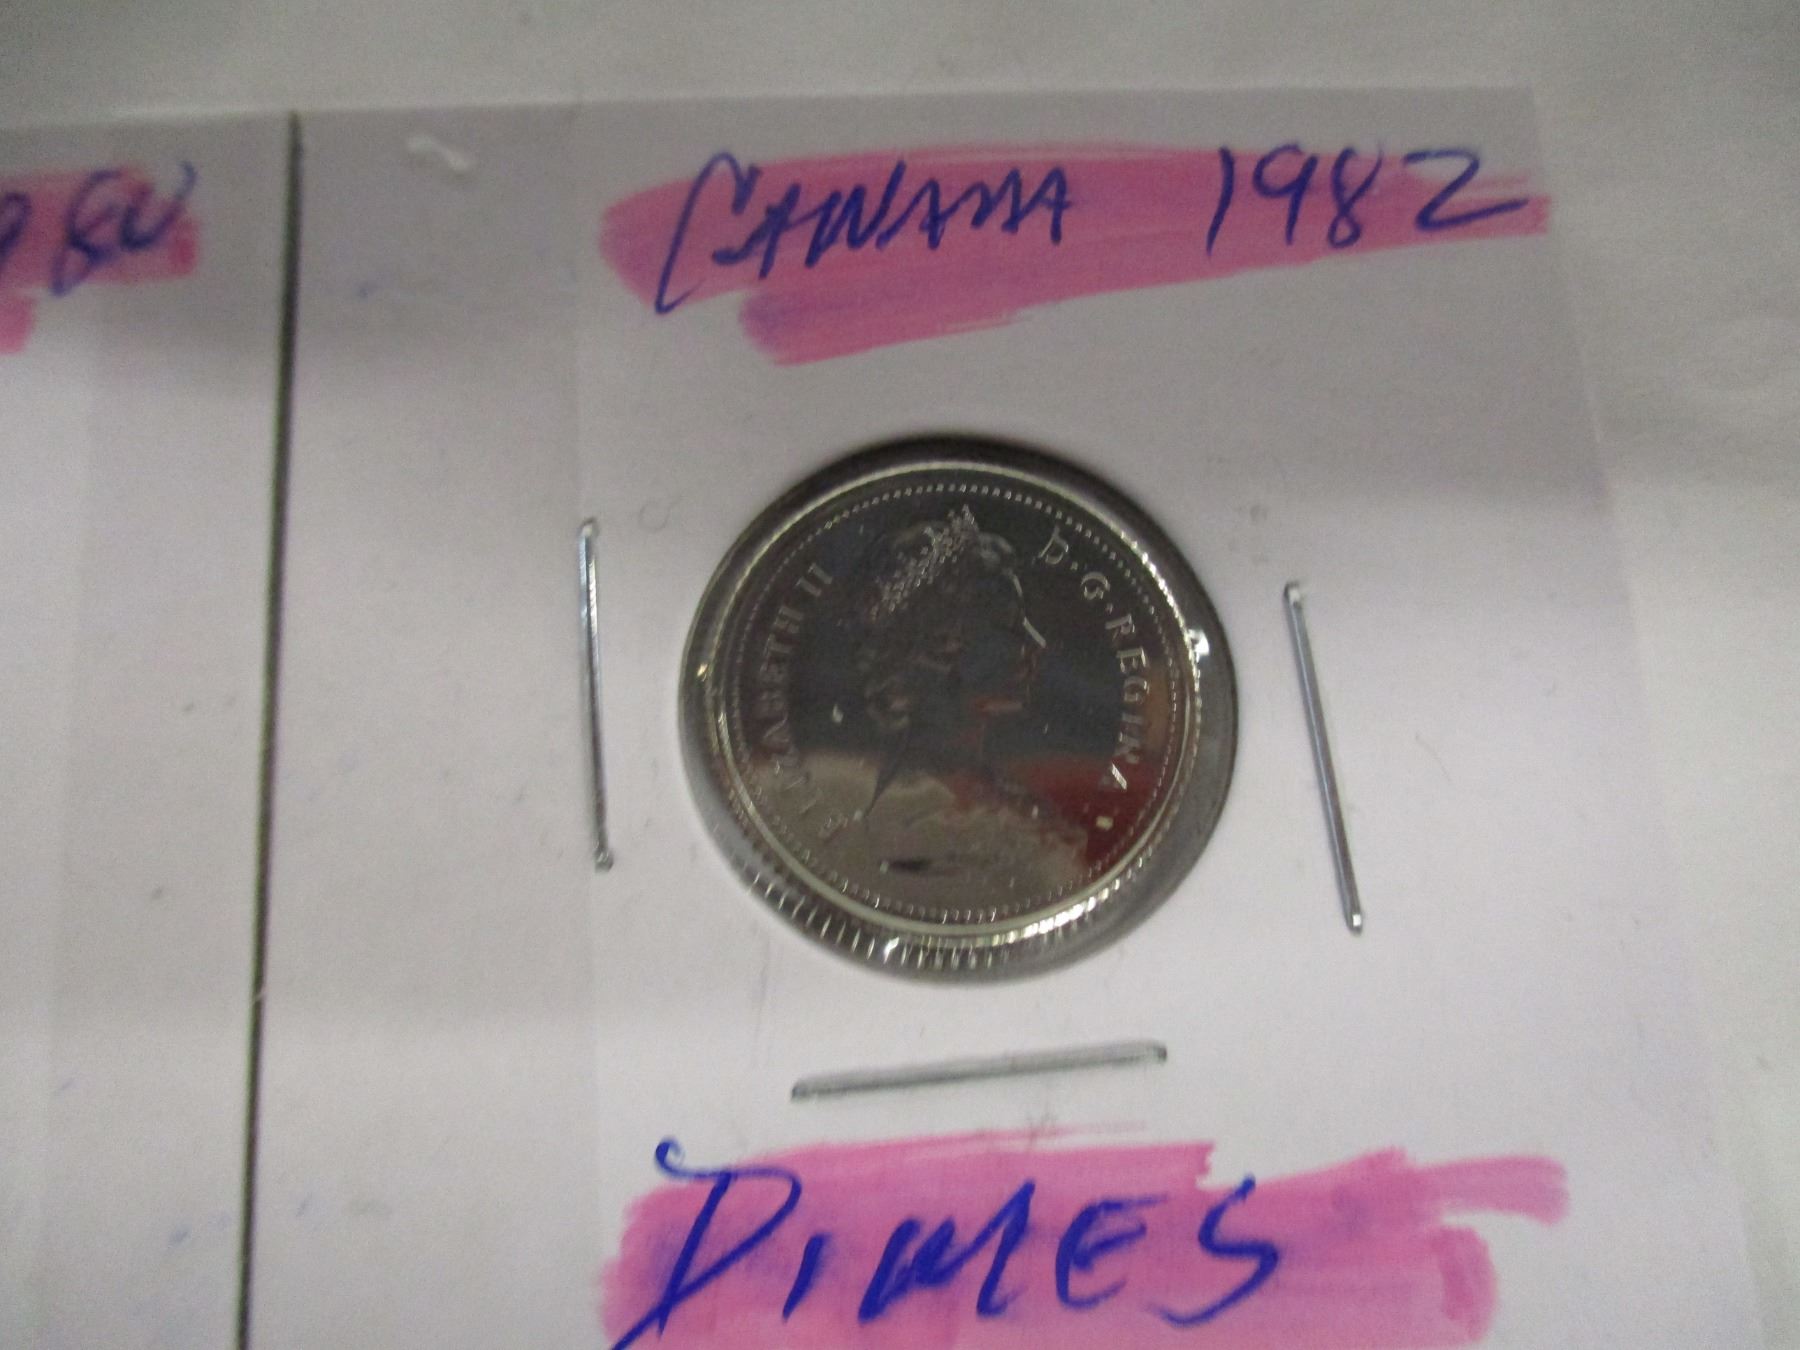 CANADA 1982
ELIZABETH II D·G·REGINA
DIMES